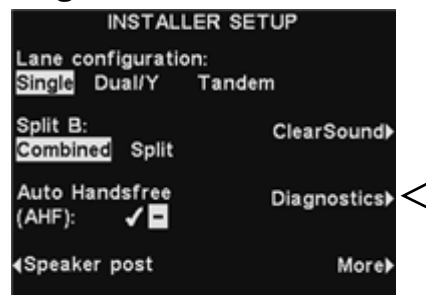 INSTALLER SETUP
Lane configuration:
Single Dual/Y Tandem
Split B:
Combined Split
ClearSound
Auto Handsfree
(AHF): ✓ –
Diagnostics
Speaker post
More